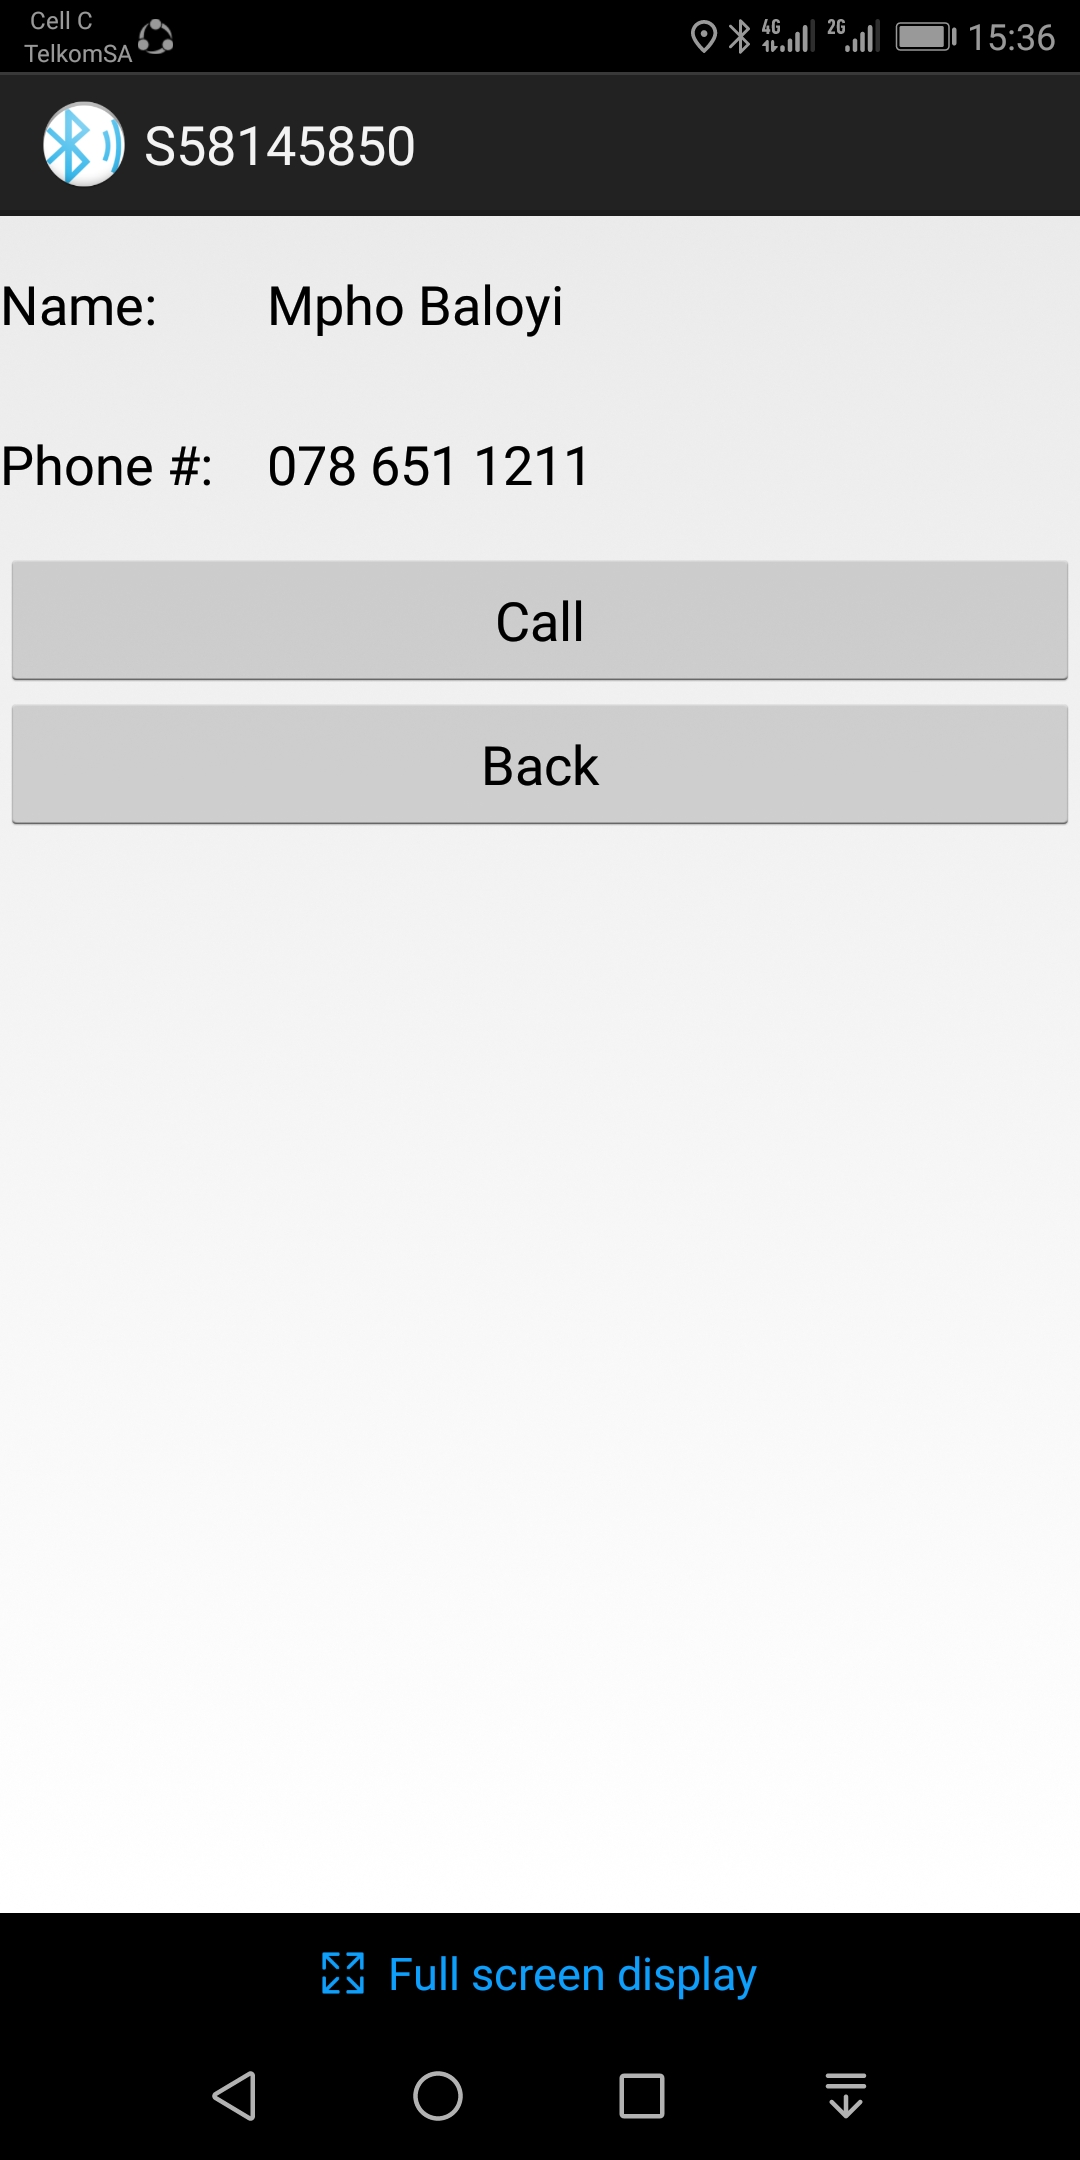 Cell C
TelkomSA
4G
2G
15:36
S58145850
Name: Mpho Baloyi
Phone #: 078 651 1211
Call
Back
Full screen display